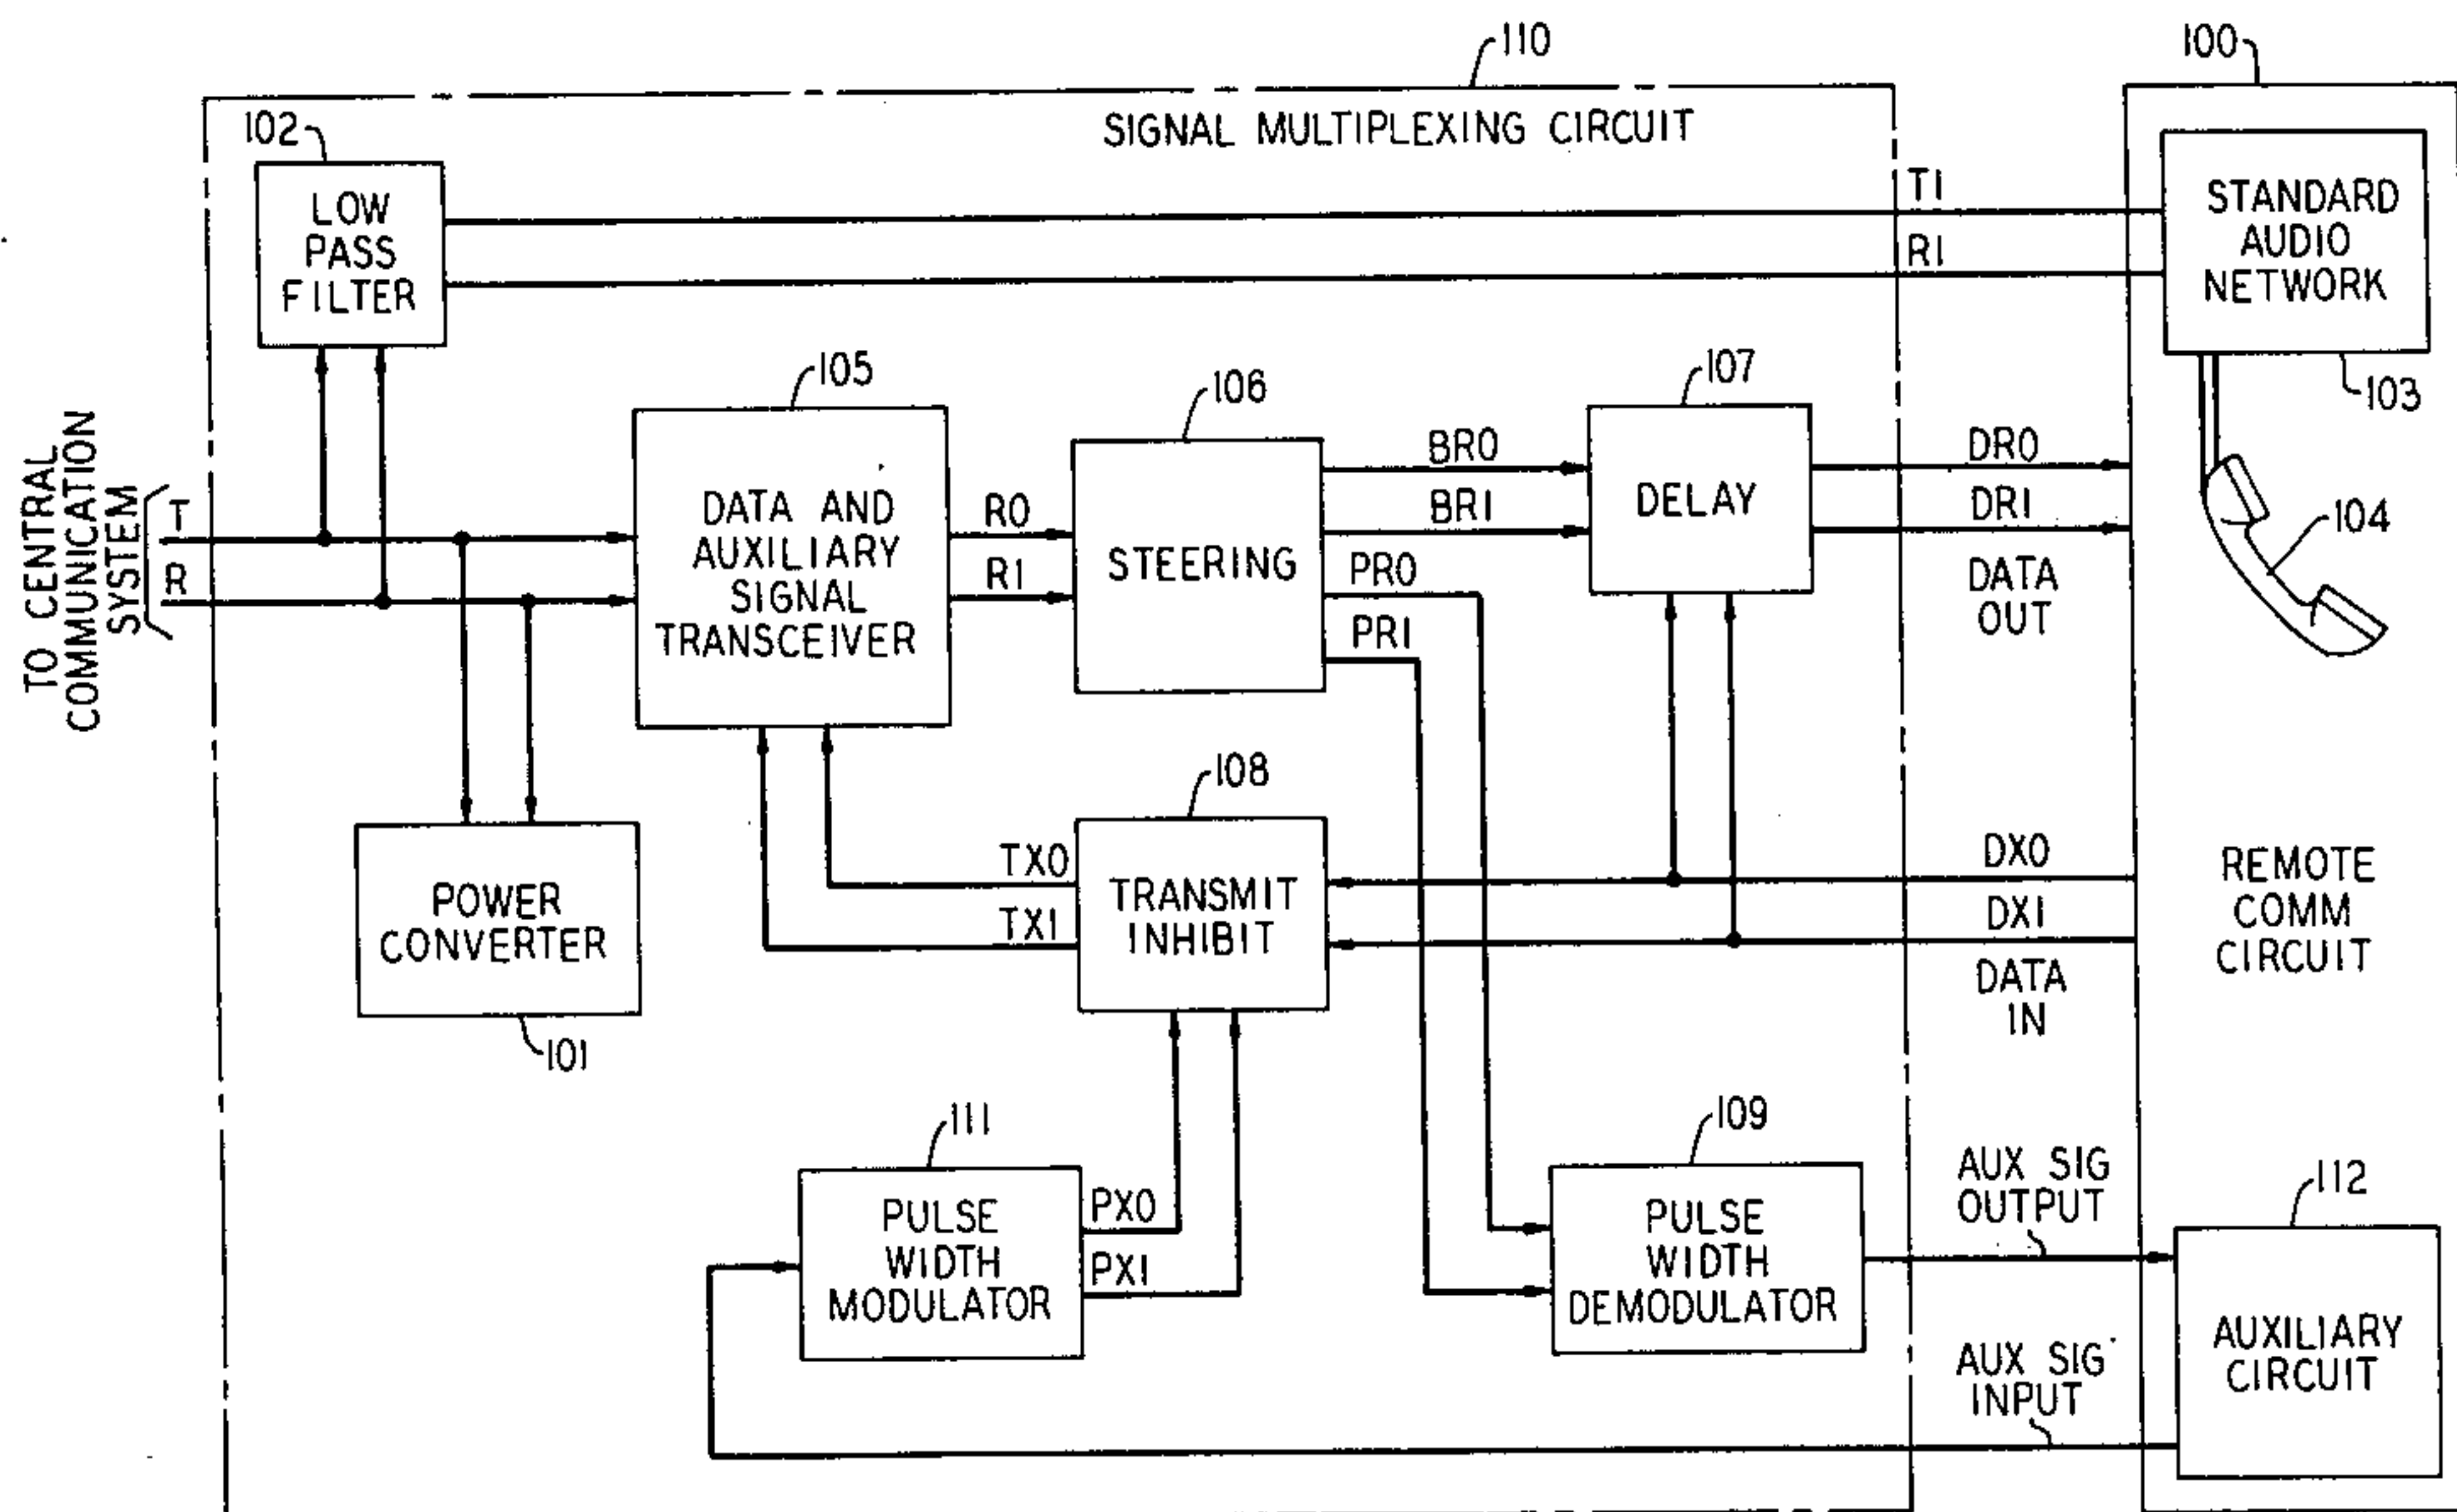 110
100
SIGNAL MULTIPLEXING CIRCUIT
102
LOW
PASS
FILTER
T1
R1
STANDARD
AUDIO
NETWORK
103
104
TO CENTRAL
COMMUNICATION
SYSTEM
T
R
105
DATA AND
AUXILIARY
SIGNAL
TRANSCEIVER
R0
R1
106
STEERING
BR0
BR1
PR0
PR1
107
DELAY
DR0
DR1
DATA
OUT
POWER
CONVERTER
101
108
TX0
TX1
TRANSMIT
INHIBIT
DX0
DX1
DATA
IN
REMOTE
COMM
CIRCUIT
111
PULSE
WIDTH
MODULATOR
PX0
PX1
109
PULSE
WIDTH
DEMODULATOR
AUX SIG
OUTPUT
AUX SIG
INPUT
112
AUXILIARY
CIRCUIT